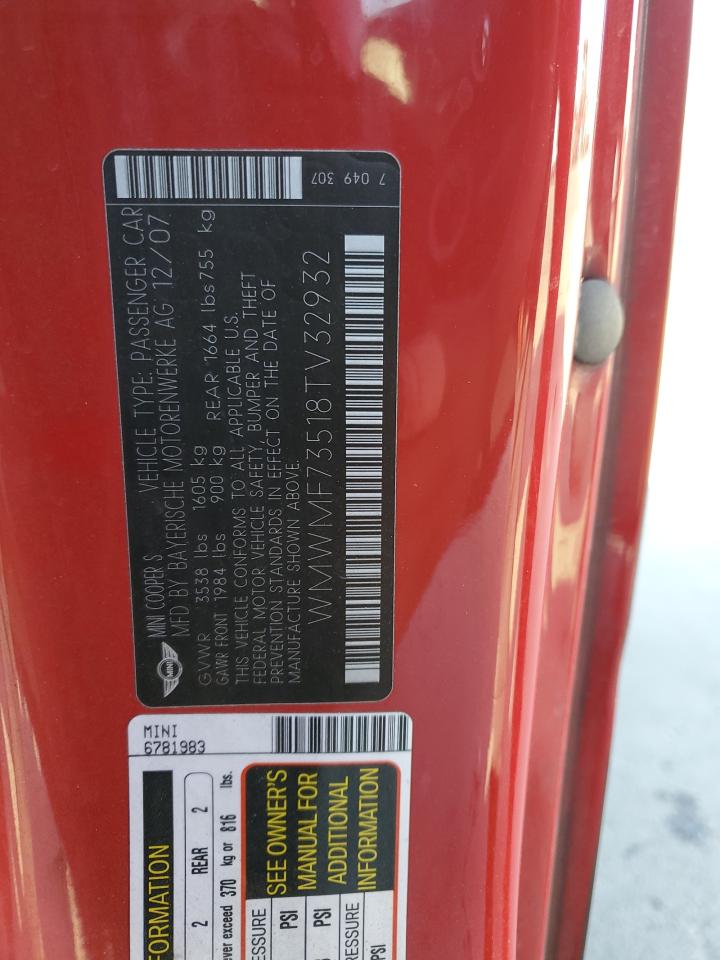 MINI COOPER S VEHICLE TYPE: PASSENGER CAR
MFD BY BAYERISCHE MOTORENWERKE AG 12/07
GVWR 3538 lbs 1605 kg
GAWR FRONT 1984 lbs 900 kg REAR 1664 lbs 755 kg
THIS VEHICLE CONFORMS TO ALL APPLICABLE U.S.
FEDERAL MOTOR VEHICLE SAFETY, BUMPER AND THEFT
PREVENTION STANDARDS IN EFFECT ON THE DATE OF
MANUFACTURE SHOWN ABOVE.
WMWMF73518TV32932
7 049 307
MINI
MINI
6781983
FORMATION
2 REAR 2
ever exceed 370 kg or 816 lbs.
SEE OWNER'S
MANUAL FOR
ADDITIONAL
INFORMATION
ESSURE
PSI
PSI
RESSURE
PSI